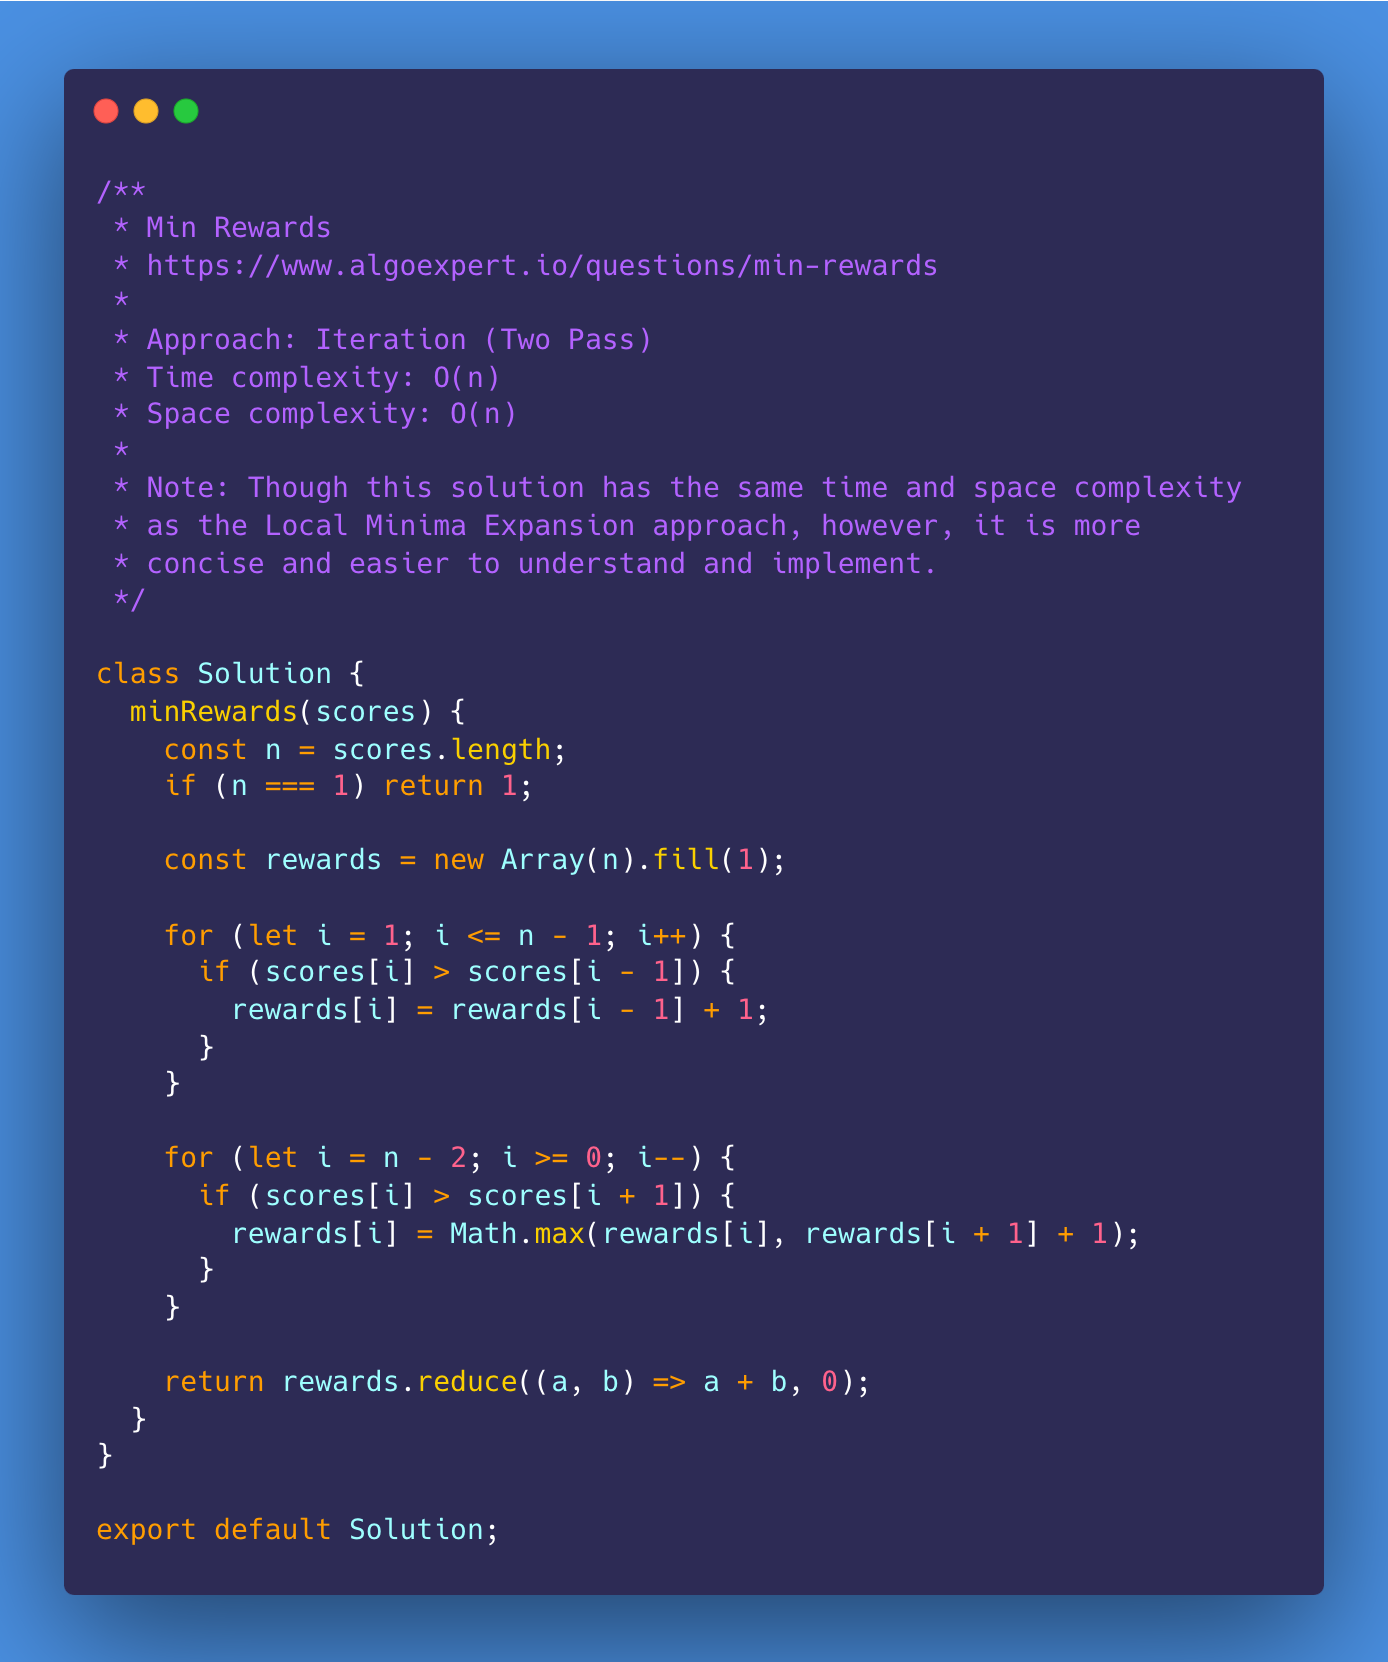 /**
 * Min Rewards
 * https://www.algoexpert.io/questions/min-rewards
 *
 * Approach: Iteration (Two Pass)
 * Time complexity: O(n)
 * Space complexity: O(n)
 *
 * Note: Though this solution has the same time and space complexity
 * as the Local Minima Expansion approach, however, it is more
 * concise and easier to understand and implement.
 */

class Solution {
  minRewards(scores) {
    const n = scores.length;
    if (n === 1) return 1;

    const rewards = new Array(n).fill(1);

    for (let i = 1; i <= n - 1; i++) {
      if (scores[i] > scores[i - 1]) {
        rewards[i] = rewards[i - 1] + 1;
      }
    }

    for (let i = n - 2; i >= 0; i--) {
      if (scores[i] > scores[i + 1]) {
        rewards[i] = Math.max(rewards[i], rewards[i + 1] + 1);
      }
    }

    return rewards.reduce((a, b) => a + b, 0);
  }
}

export default Solution;